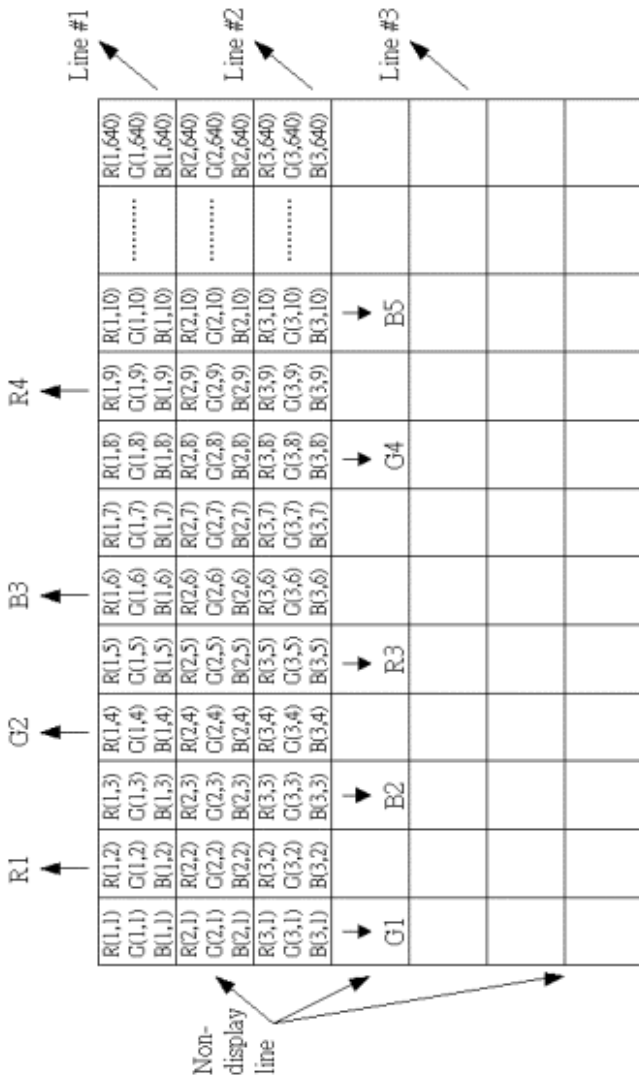 R1 G2 B3 R4
Line #1
R(1,1) R(1,2) R(1,3) R(1,4) R(1,5) R(1,6) R(1,7) R(1,8) R(1,9) R(1,10) R(1,640)
G(1,1) G(1,2) G(1,3) G(1,4) G(1,5) G(1,6) G(1,7) G(1,8) G(1,9) G(1,10) ......... G(1,640)
B(1,1) B(1,2) B(1,3) B(1,4) B(1,5) B(1,6) B(1,7) B(1,8) B(1,9) B(1,10) B(1,640)
Line #2
R(2,1) R(2,2) R(2,3) R(2,4) R(2,5) R(2,6) R(2,7) R(2,8) R(2,9) R(2,10) R(2,640)
G(2,1) G(2,2) G(2,3) G(2,4) G(2,5) G(2,6) G(2,7) G(2,8) G(2,9) G(2,10) ......... G(2,640)
B(2,1) B(2,2) B(2,3) B(2,4) B(2,5) B(2,6) B(2,7) B(2,8) B(2,9) B(2,10) B(2,640)
R(3,1) R(3,2) R(3,3) R(3,4) R(3,5) R(3,6) R(3,7) R(3,8) R(3,9) R(3,10) R(3,640)
G(3,1) G(3,2) G(3,3) G(3,4) G(3,5) G(3,6) G(3,7) G(3,8) G(3,9) G(3,10) ......... G(3,640)
B(3,1) B(3,2) B(3,3) B(3,4) B(3,5) B(3,6) B(3,7) B(3,8) B(3,9) B(3,10) B(3,640)
Line #3
G1 B2 R3 G4 B5
Non-
display
line